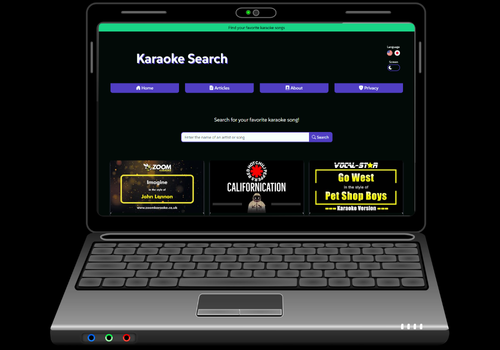 Find your favorite karaoke songs
Language
Karaoke Search
Screen
Home
Articles
About
Privacy
Search for your favorite karaoke song!
Enter the name of an artist or song
Search
ZOOM
Imagine
in the style of
John Lennon
www.zoomkaraoke.co.uk
RED HOT CHILI PEPPERS
CALIFORNICATION
VOCAL-STAR
Go West
in the style of
Pet Shop Boys
Karaoke Version